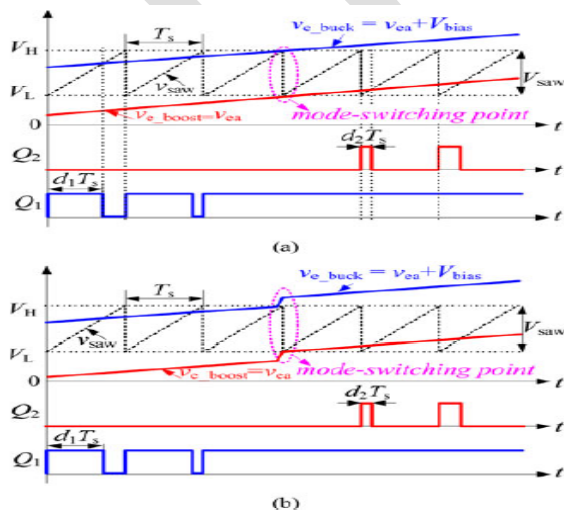 v_e_buck = v_ea+V_bias
V_H
T_s
v_saw
V_saw
V_L
v_e_boost=v_ea
mode-switching point
0
t
Q_2
d_2T_s
t
d_1T_s
Q_1
t
(a)
v_e_buck = v_ea+V_bias
T_s
V_H
v_saw
V_saw
V_L
v_e_boost=v_ea
mode-switching point
0
t
Q_2
d_2T_s
t
d_1T_s
Q_1
t
(b)